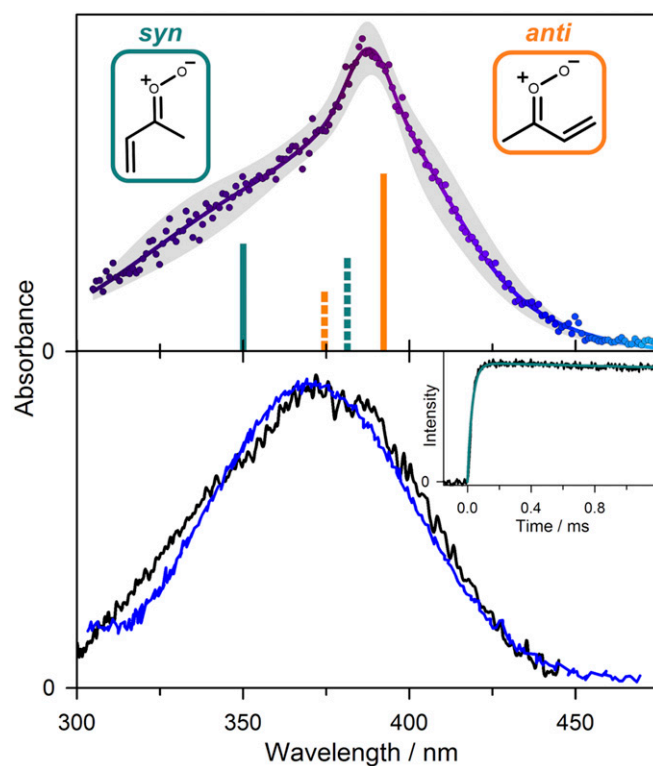 syn
anti
+ O O −
+ O O −
Absorbance
0
0
Intensity
0
0.0 0.4 0.8
Time / ms
300 350 400 450
Wavelength / nm